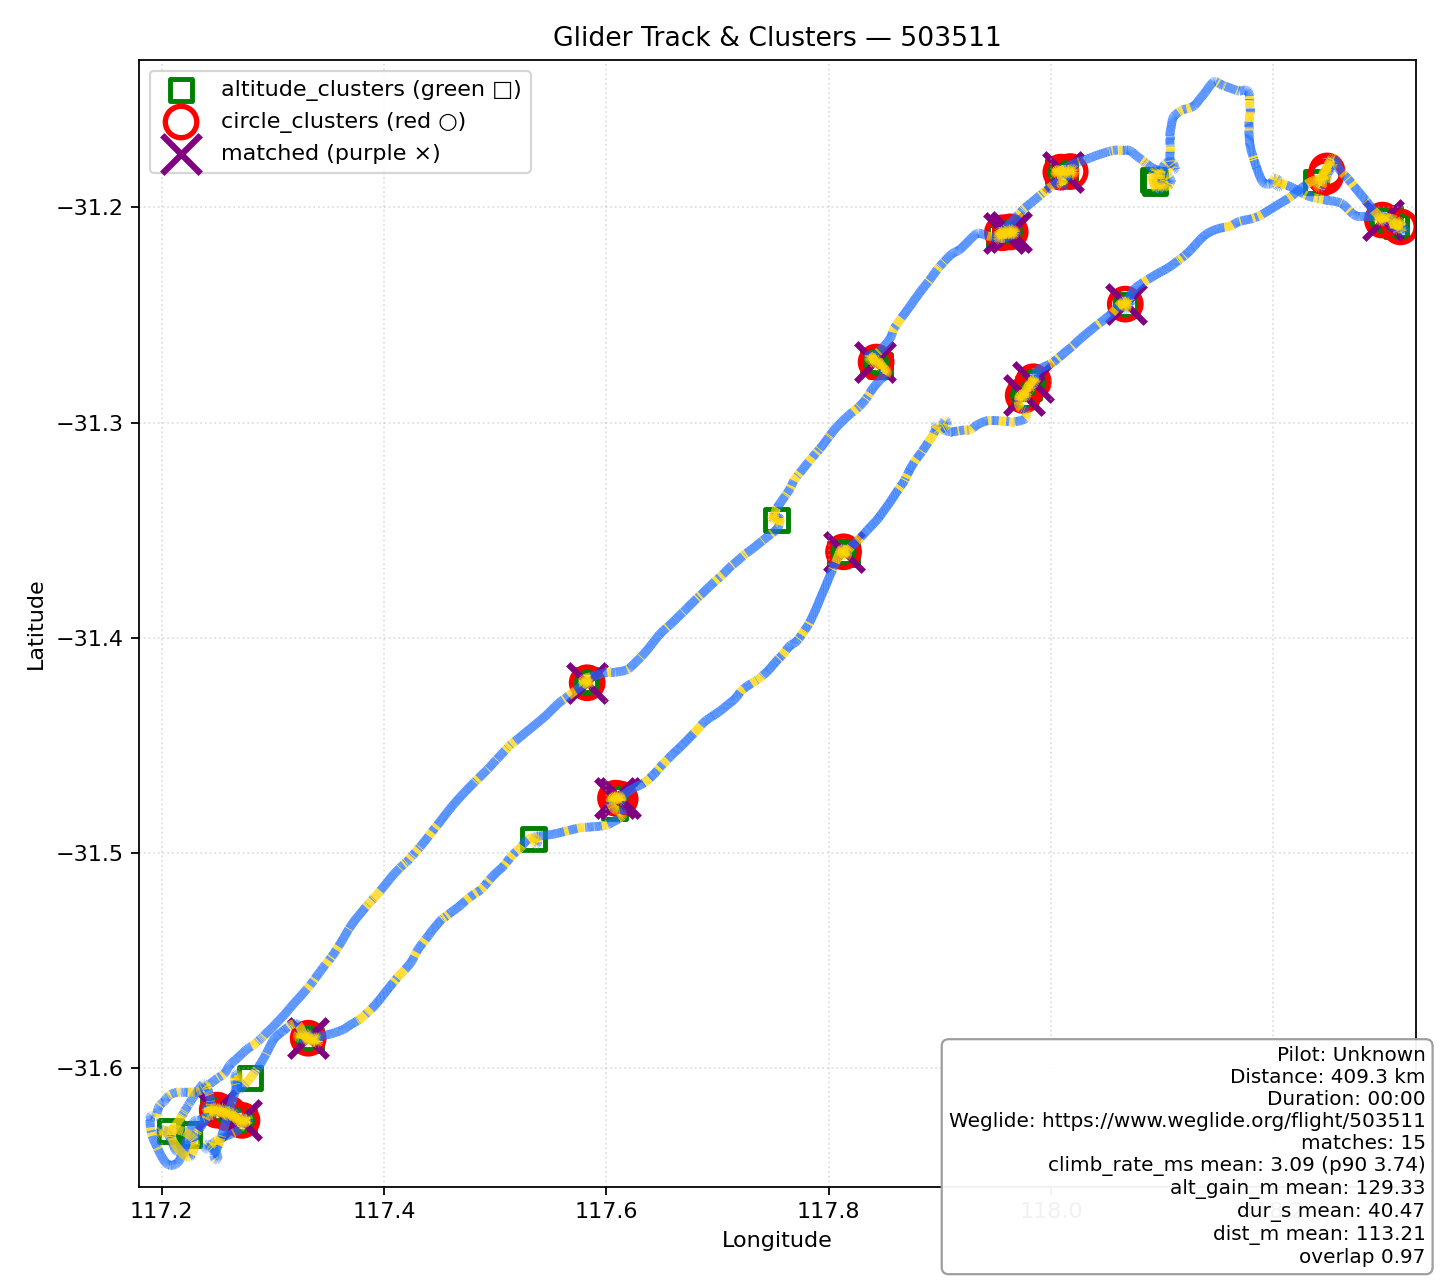 Glider Track & Clusters — 503511
altitude_clusters (green □)
circle_clusters (red ○)
matched (purple ×)
−31.2
−31.3
−31.4
−31.5
−31.6
Latitude
117.2
117.4
117.6
117.8
118.0
Longitude
Pilot: Unknown
Distance: 409.3 km
Duration: 00:00
Weglide: https://www.weglide.org/flight/503511
matches: 15
climb_rate_ms mean: 3.09 (p90 3.74)
alt_gain_m mean: 129.33
dur_s mean: 40.47
dist_m mean: 113.21
overlap 0.97